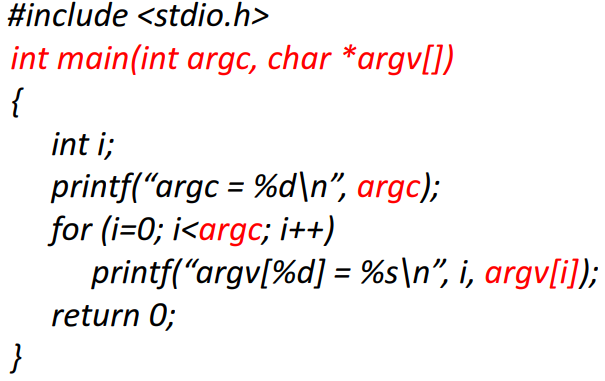 #include <stdio.h>
int main(int argc, char *argv[])
{
int i;
printf(“argc = %d\n”, argc);
for (i=0; i<argc; i++)
printf(“argv[%d] = %s\n”, i, argv[i]);
return 0;
}